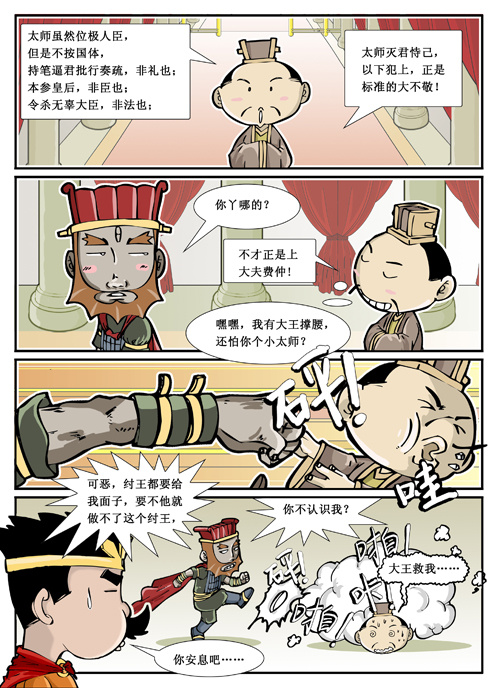 太师虽然位极人臣，
但是不按国体，
持笔逼君批行奏疏，非礼也；
本参皇后，非臣也；
令杀无辜大臣，非法也；
太师灭君恃己，
以下犯上，正是
标准的大不敬！
你丫哪的？
不才正是上
大夫费仲！
嘿嘿，我有大王撑腰，
还怕你个小太师？
砰！
哇
可恶，纣王都要给
我面子，要不他就
做不了这个纣王，
你不认识我？
砰！
啪！
咔！
啪！
大王救我……
你安息吧……